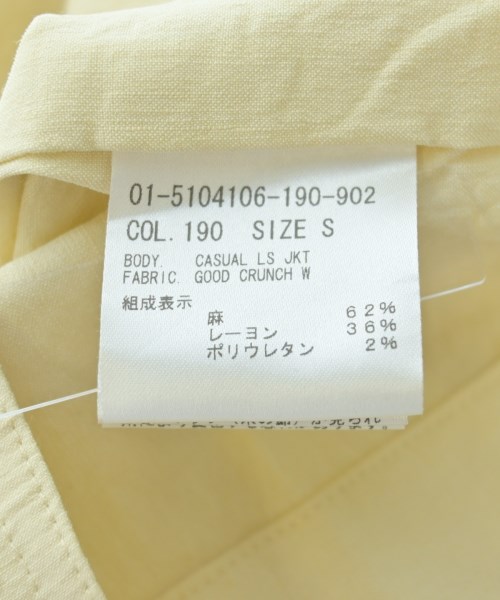 01-5104106-190-902
COL. 190 SIZE S
BODY. CASUAL LS JKT
FABRIC. GOOD CRUNCH W
組成表示
麻 62%
レーヨン 36%
ポリウレタン 2%